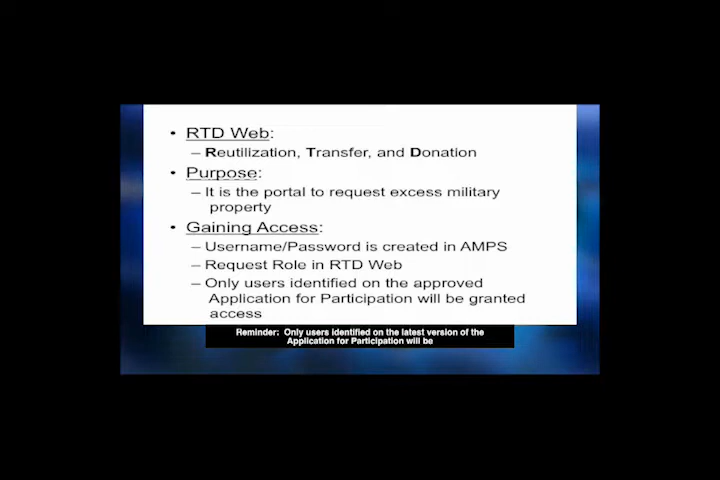 • RTD Web:
– Reutilization, Transfer, and Donation
• Purpose:
– It is the portal to request excess military
property
• Gaining Access:
– Username/Password is created in AMPS
– Request Role in RTD Web
– Only users identified on the approved
Application for Participation will be granted
access
Reminder: Only users identified on the latest version of the
Application for Participation will be